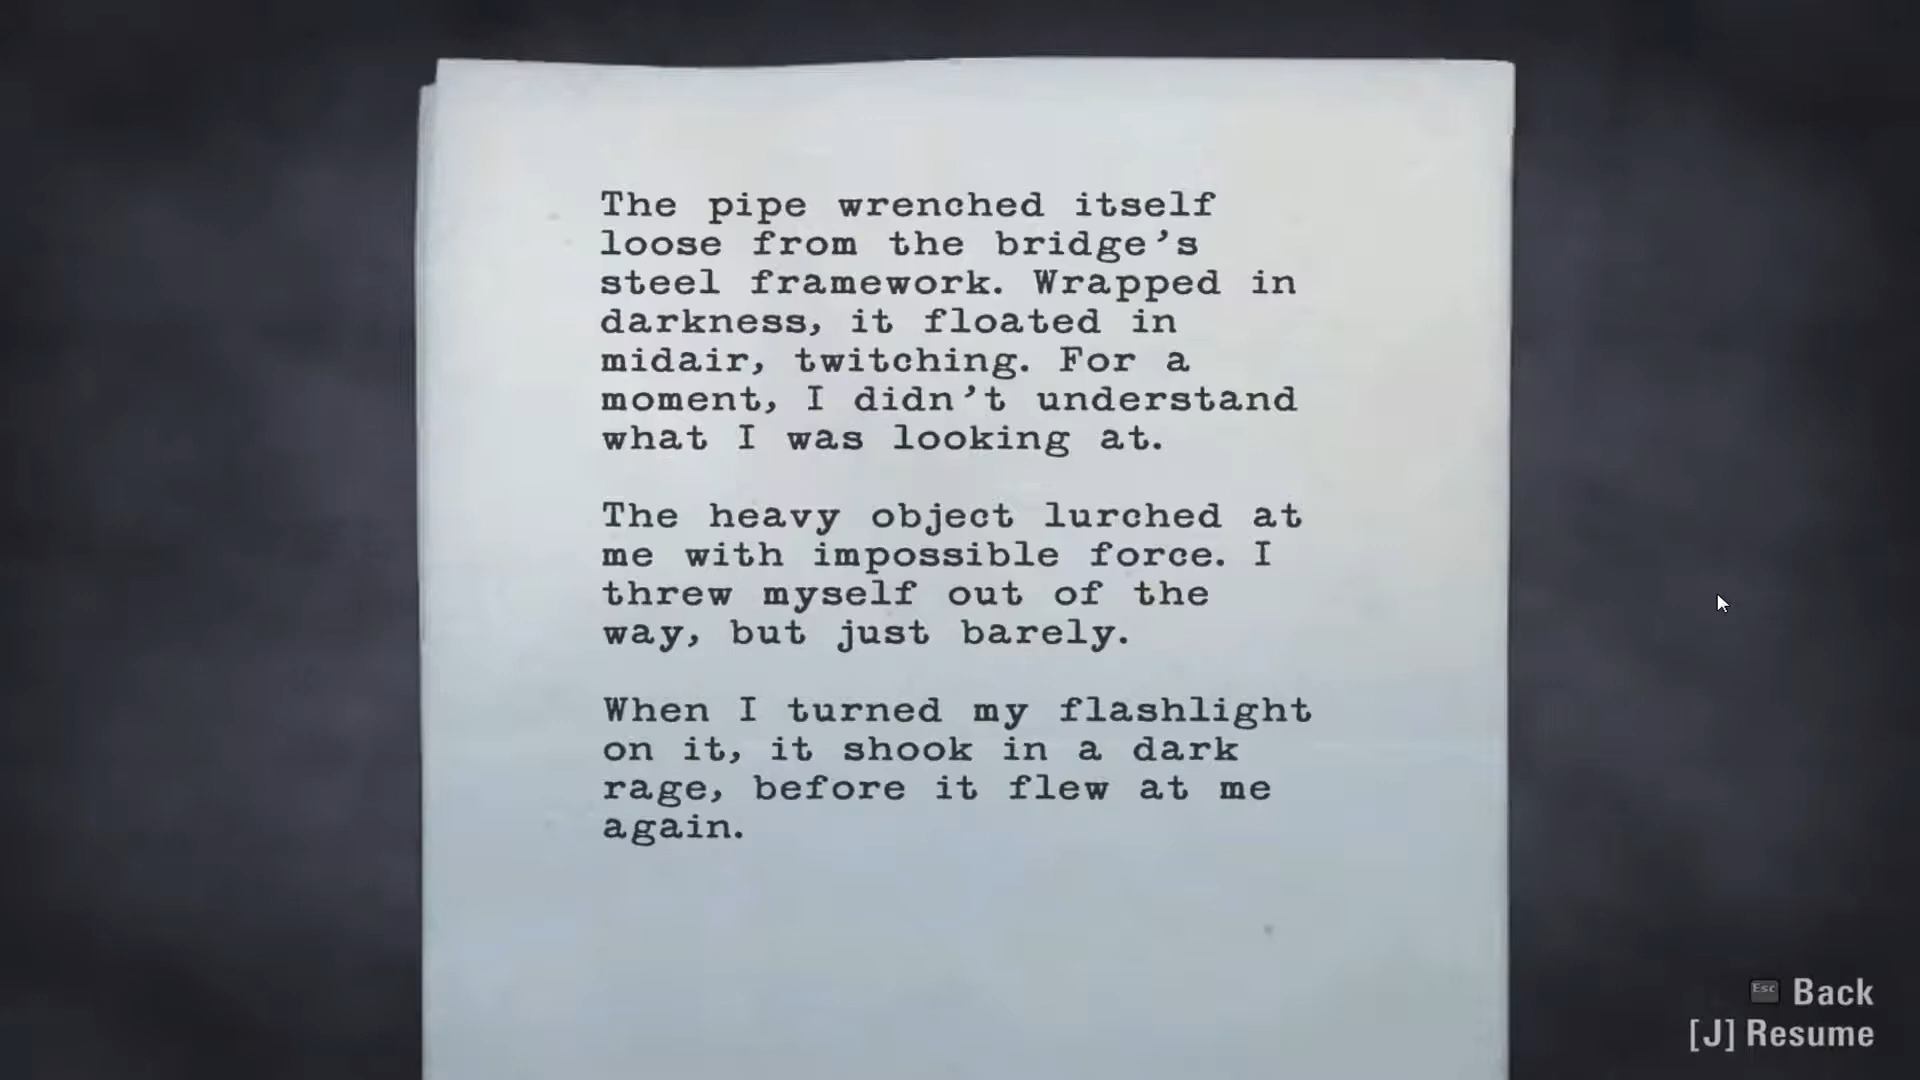 The pipe wrenched itself
loose from the bridge’s
steel framework. Wrapped in
darkness, it floated in
midair, twitching. For a
moment, I didn’t understand
what I was looking at.
The heavy object lurched at
me with impossible force. I
threw myself out of the
way, but just barely.
When I turned my flashlight
on it, it shook in a dark
rage, before it flew at me
again.
Esc Back
[J] Resume